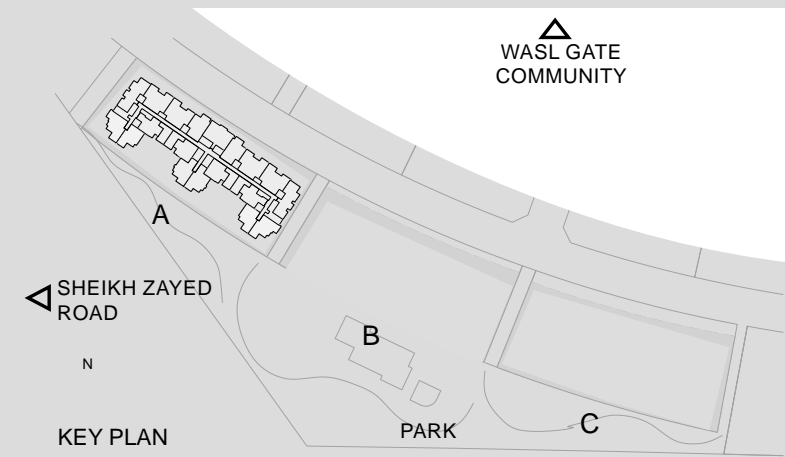 WASL GATE
COMMUNITY
A
SHEIKH ZAYED
ROAD
B
N
C
PARK
KEY PLAN